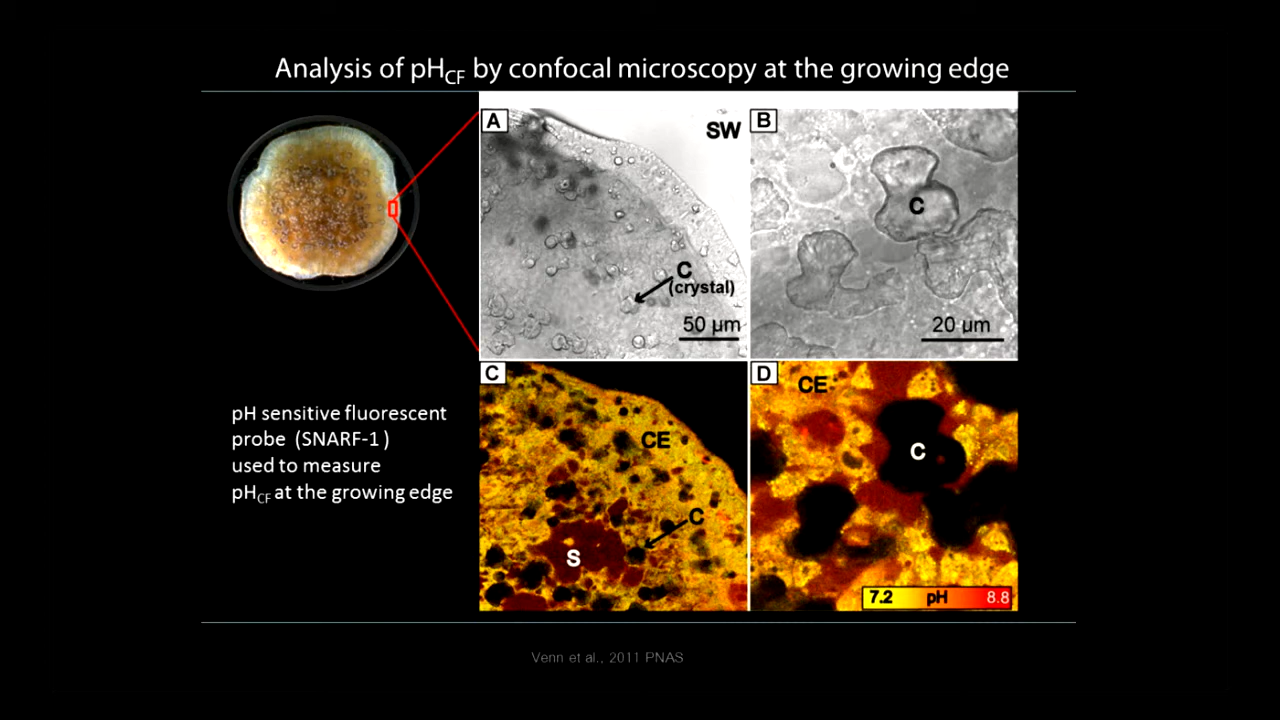 Analysis of pHCF by confocal microscopy at the growing edge
A
SW
C
(crystal)
50 µm
B
C
20 µm
C
CE
C
S
D
CE
C
7.2 pH 8.8
pH sensitive fluorescent
probe (SNARF-1 )
used to measure
pHCF at the growing edge
Venn et al., 2011 PNAS